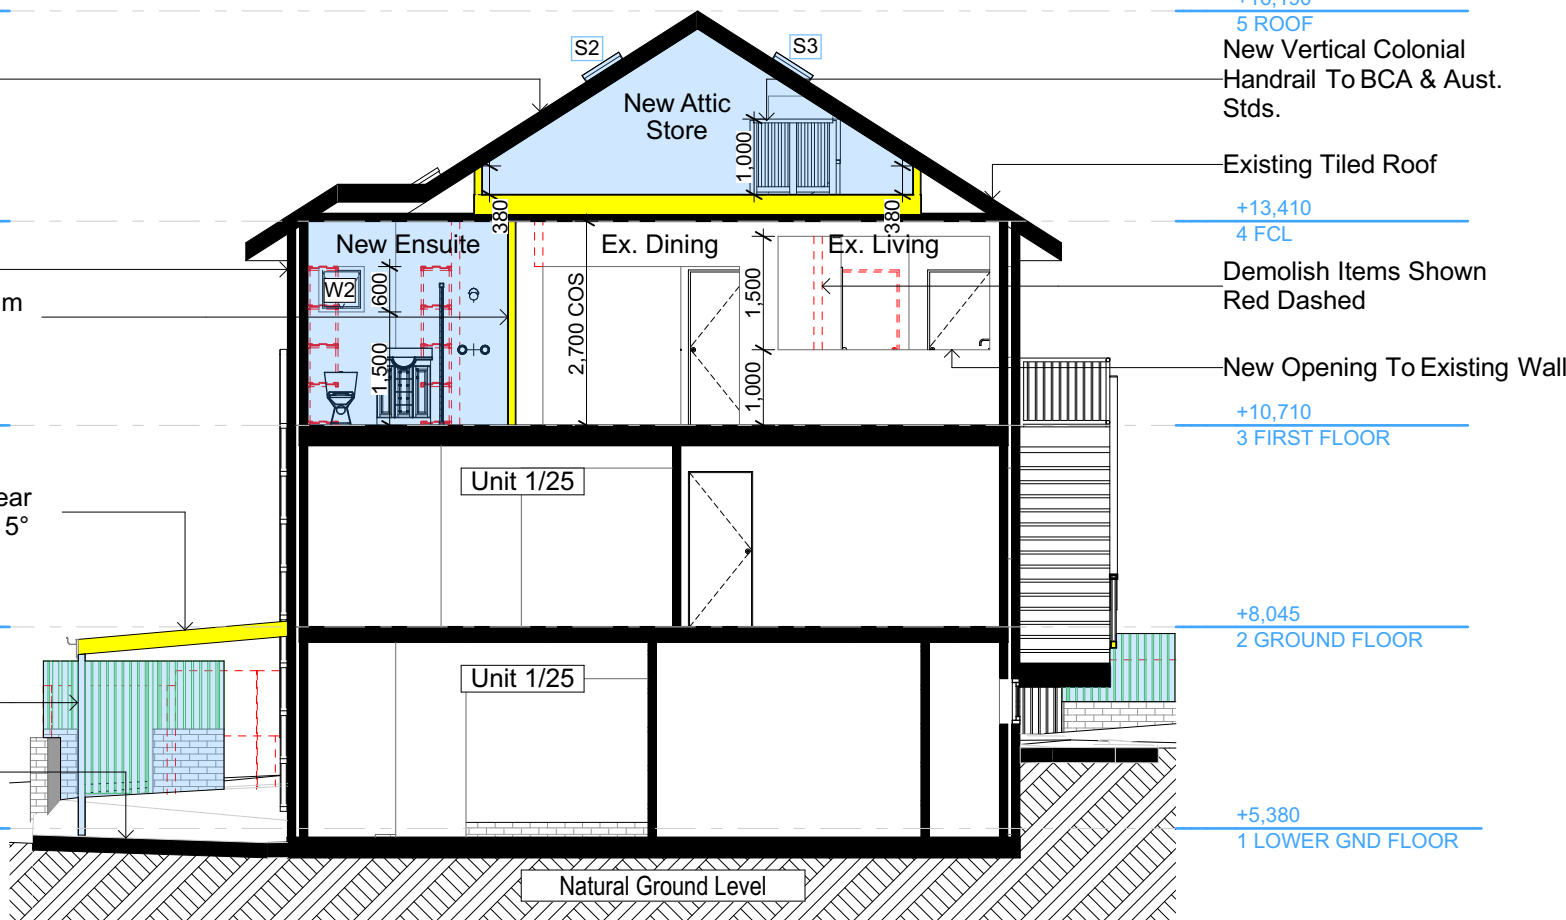 5 ROOF
S2
S3
New Vertical Colonial
Handrail To BCA & Aust.
Stds.
New Attic
Store
1,000
Existing Tiled Roof
380
380
+13,410
4 FCL
New Ensuite
Ex. Dining
Ex. Living
W2
600
1,500
2,700 COS
1,500
1,000
Demolish Items Shown
Red Dashed
m
New Opening To Existing Wall
+10,710
3 FIRST FLOOR
Unit 1/25
ear
5°
+8,045
2 GROUND FLOOR
Unit 1/25
+5,380
1 LOWER GND FLOOR
Natural Ground Level